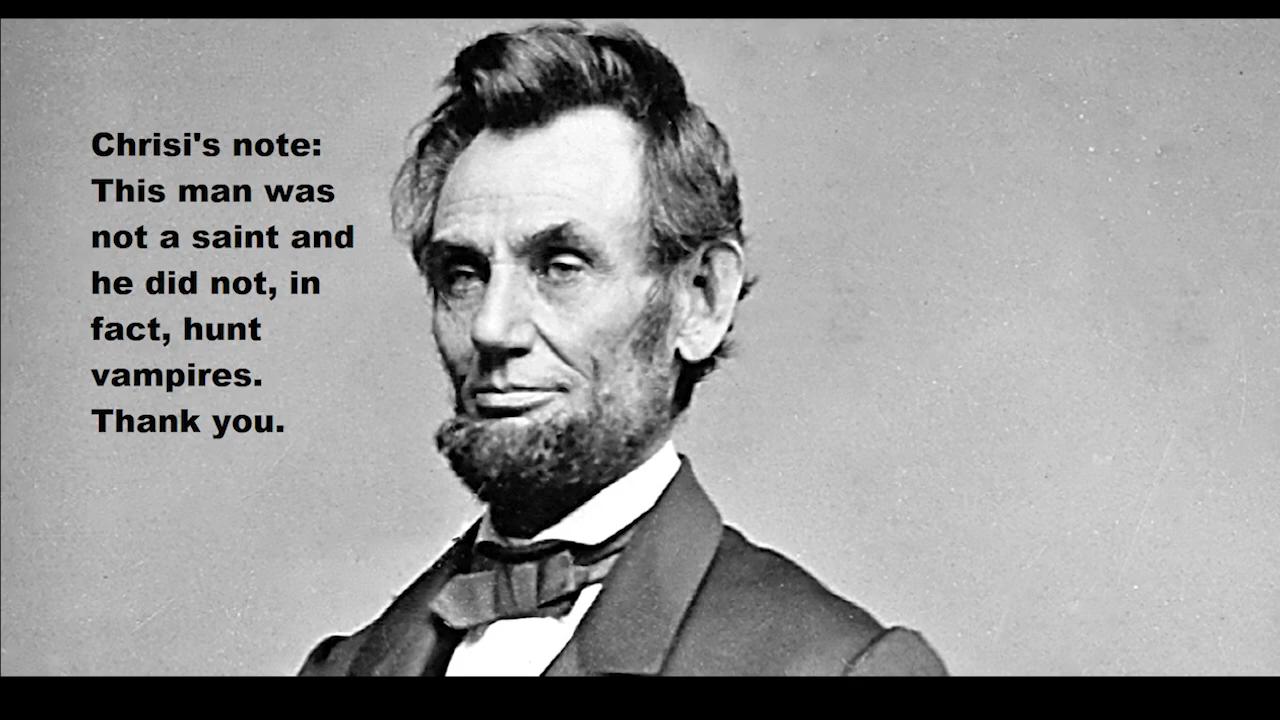 Chrisi's note:
This man was
not a saint and
he did not, in
fact, hunt
vampires.
Thank you.